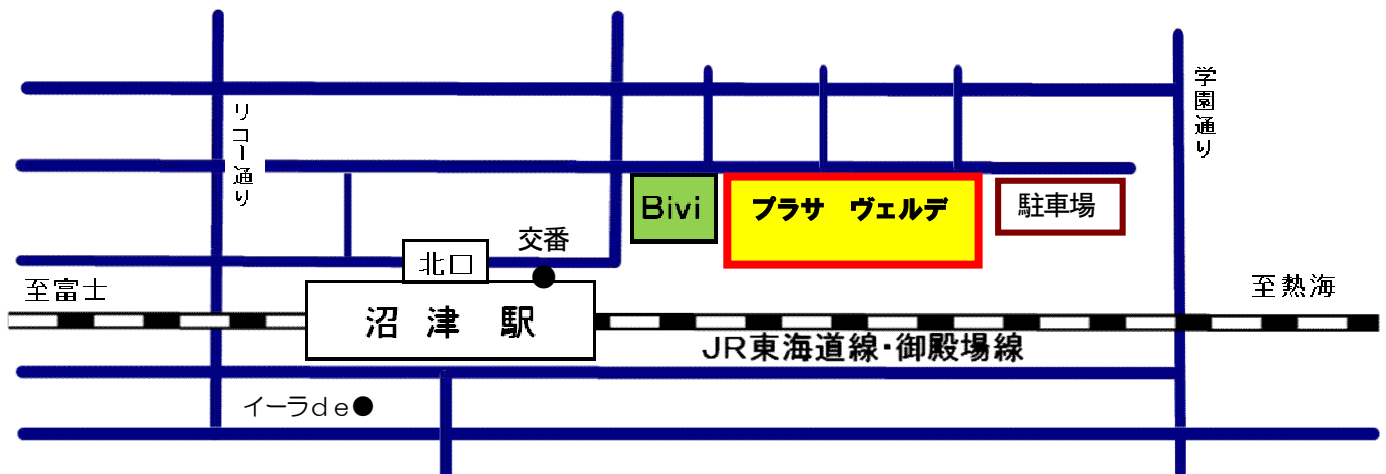 学園通り
リコー通り
Bivi
プラサ　ヴェルデ
駐車場
交番
北口
至富士
至熱海
沼津駅
JR東海道線・御殿場線
イーラde